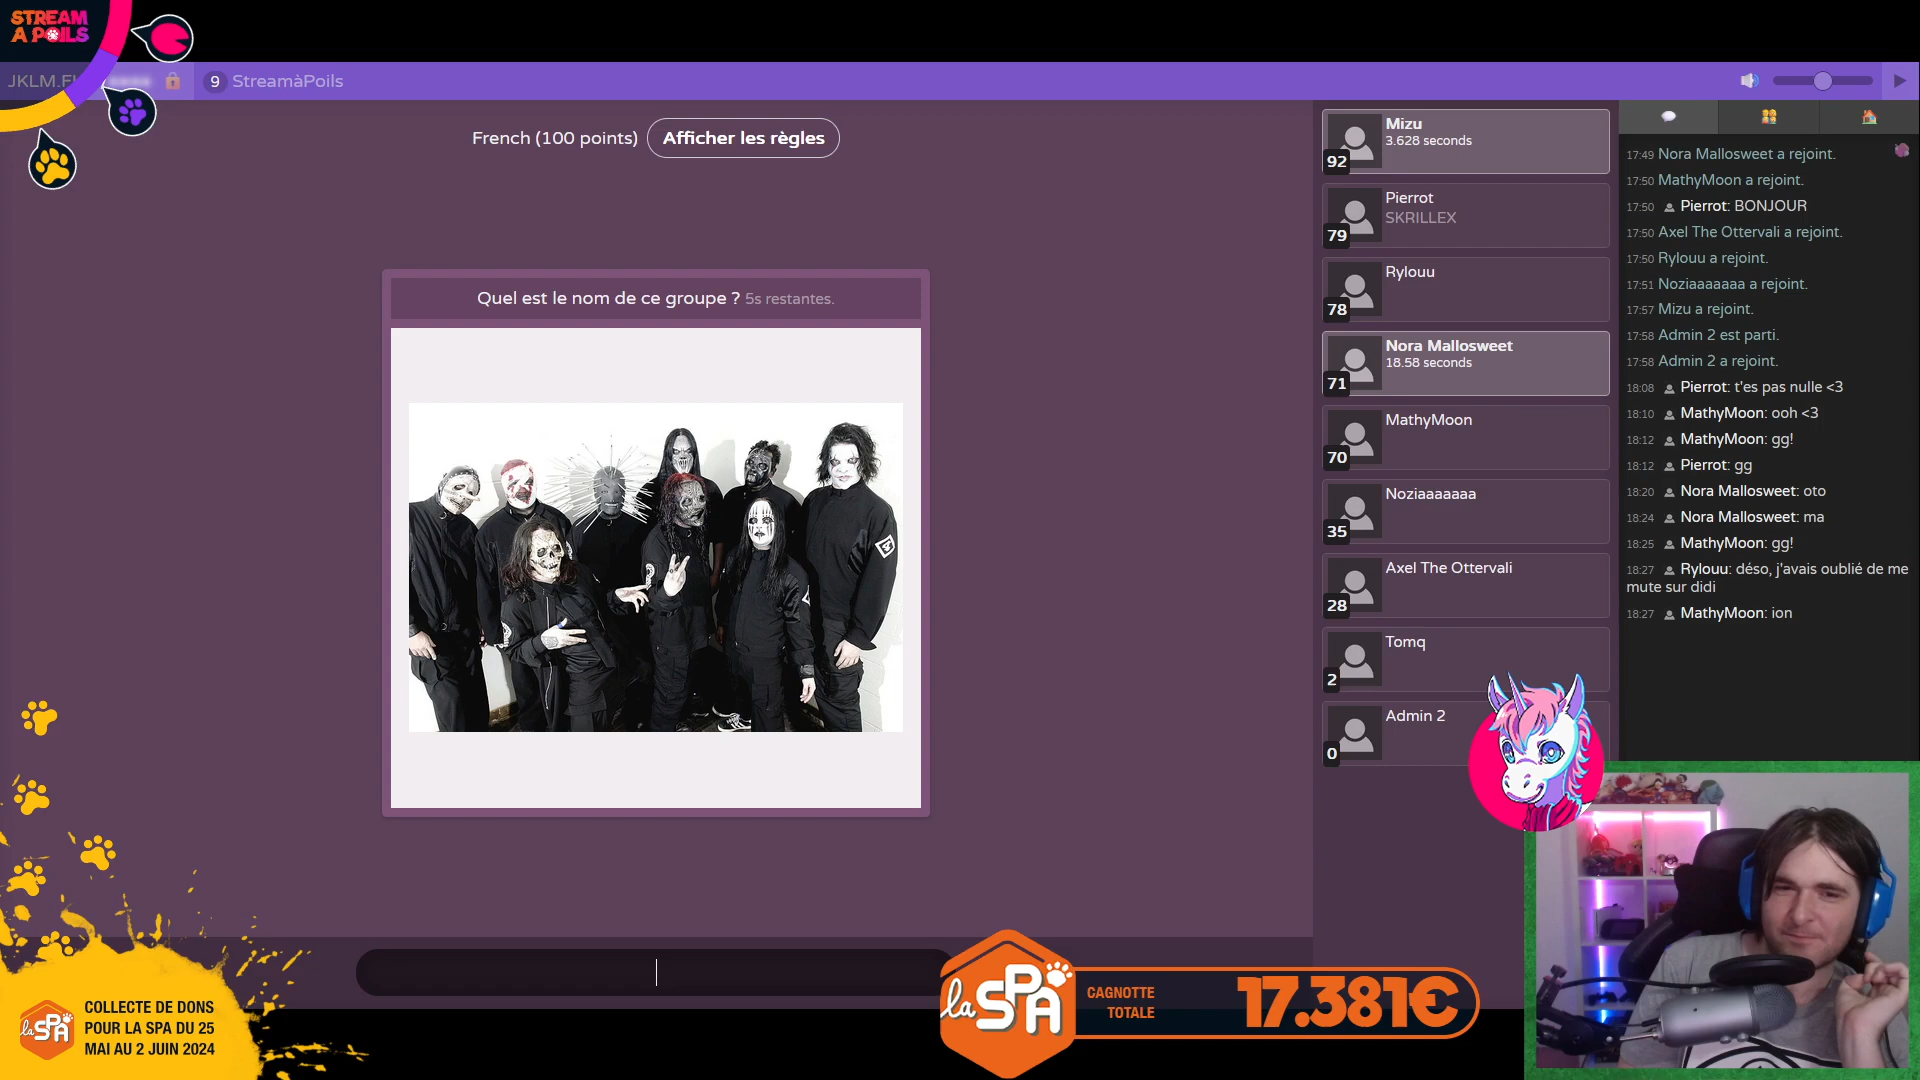 STREAM
A POILS
JKLM.FU
9 StreamàPoils
French (100 points) Afficher les règles
Quel est le nom de ce groupe ? 5s restantes.
Mizu
3.628 seconds
92
Pierrot
SKRILLEX
79
Rylouu
78
Nora Mallosweet
18.58 seconds
71
MathyMoon
70
Noziaaaaaaa
35
Axel The Ottervali
28
Tomq
2
Admin 2
0
17:49 Nora Mallosweet a rejoint.
17:50 MathyMoon a rejoint.
17:50 Pierrot: BONJOUR
17:50 Axel The Ottervali a rejoint.
17:50 Rylouu a rejoint.
17:51 Noziaaaaaaa a rejoint.
17:57 Mizu a rejoint.
17:58 Admin 2 est parti.
17:58 Admin 2 a rejoint.
18:08 Pierrot: t'es pas nulle <3
18:10 MathyMoon: ooh <3
18:12 MathyMoon: gg!
18:12 Pierrot: gg
18:20 Nora Mallosweet: oto
18:24 Nora Mallosweet: ma
18:25 MathyMoon: gg!
18:27 Rylouu: déso, j'avais oublié de me
mute sur didi
18:27 MathyMoon: ion
la SPA
COLLECTE DE DONS
POUR LA SPA DU 25
MAI AU 2 JUIN 2024
la SPA
CAGNOTTE
TOTALE
17.381€